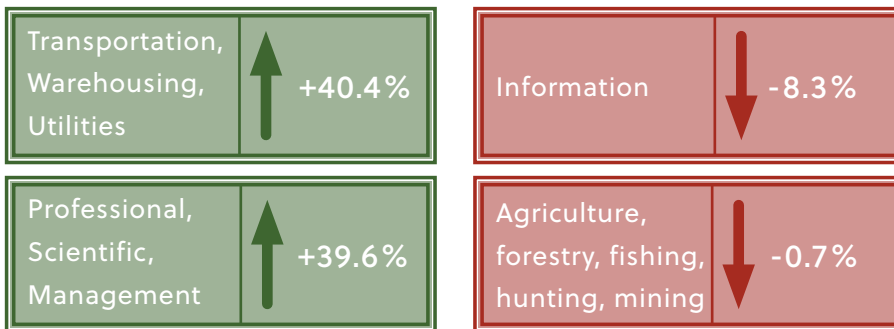 Transportation,
Warehousing,
Utilities
+40.4%
Information
-8.3%
Professional,
Scientific,
Management
+39.6%
Agriculture,
forestry, fishing,
hunting, mining
-0.7%